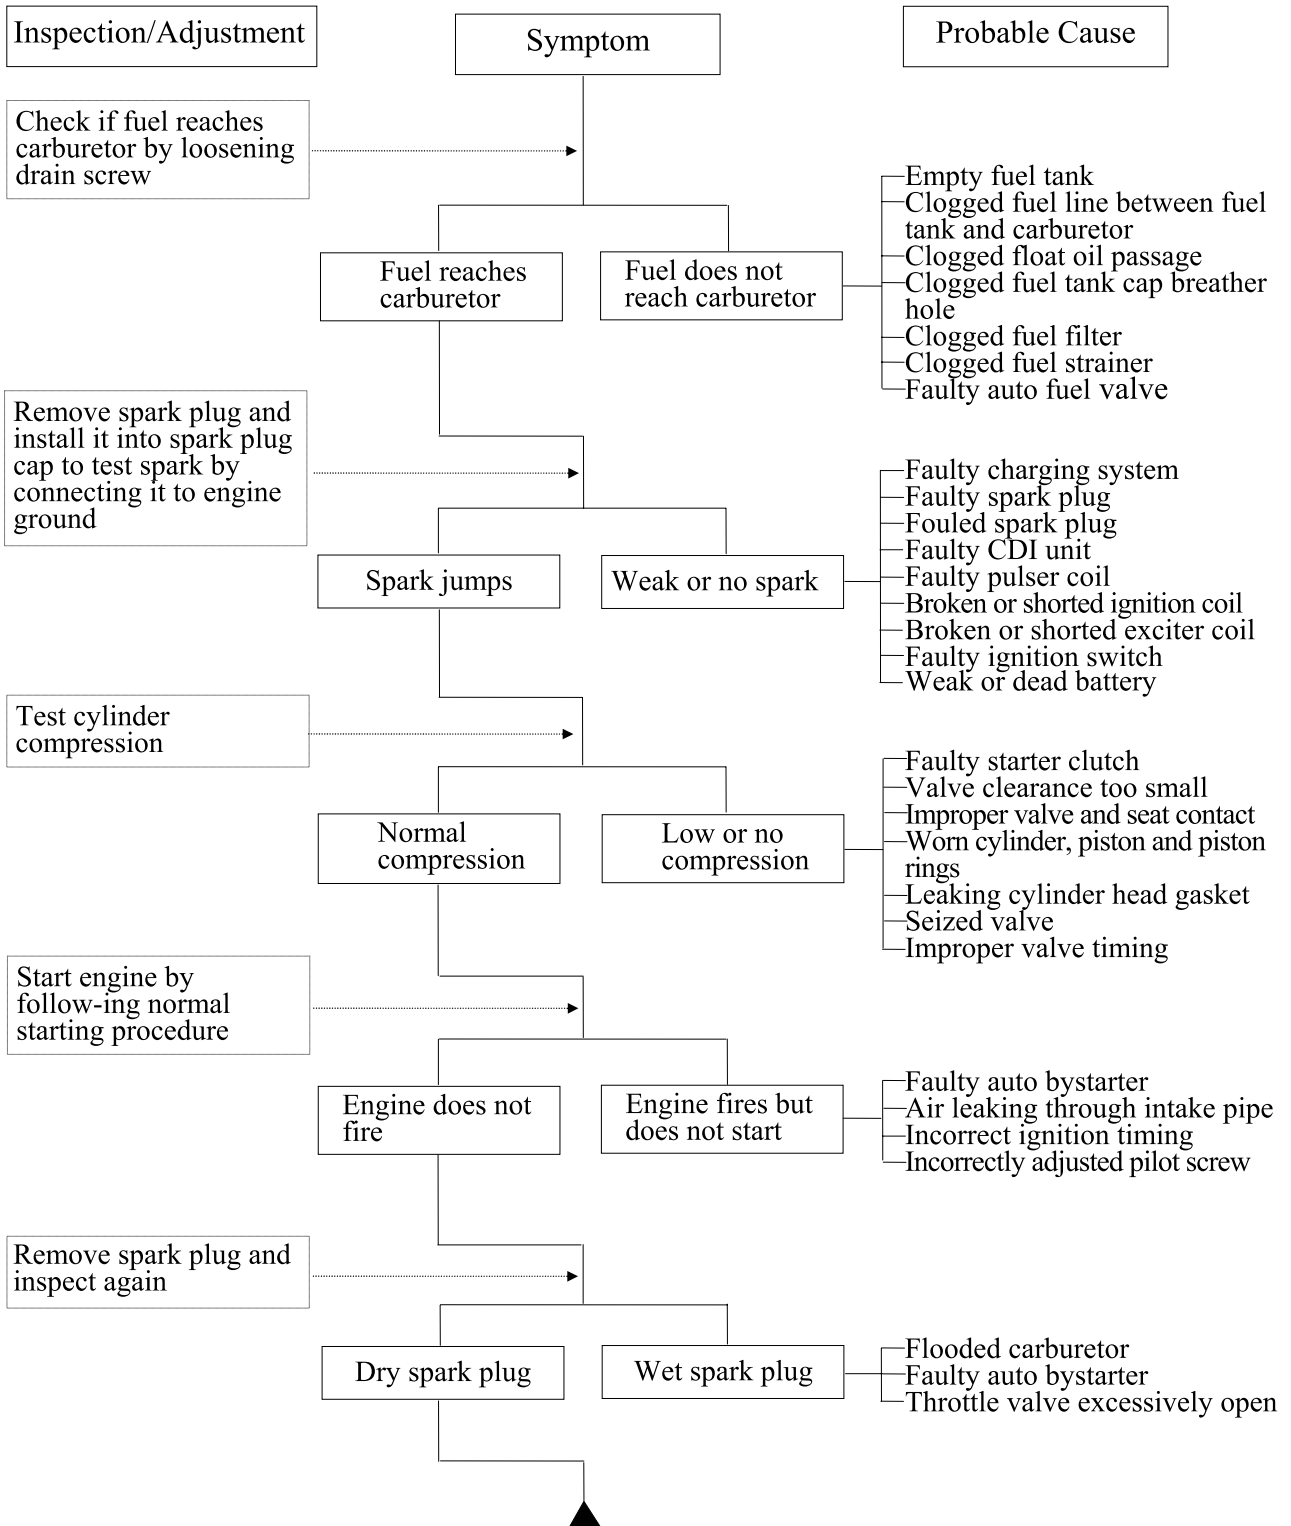 Inspection/Adjustment
Symptom
Probable Cause
Check if fuel reaches
carburetor by loosening
drain screw
Fuel reaches
carburetor
Fuel does not
reach carburetor
Empty fuel tank
Clogged fuel line between fuel
tank and carburetor
Clogged float oil passage
Clogged fuel tank cap breather
hole
Clogged fuel filter
Clogged fuel strainer
Faulty auto fuel valve
Remove spark plug and
install it into spark plug
cap to test spark by
connecting it to engine
ground
Spark jumps
Weak or no spark
Faulty charging system
Faulty spark plug
Fouled spark plug
Faulty CDI unit
Faulty pulser coil
Broken or shorted ignition coil
Broken or shorted exciter coil
Faulty ignition switch
Weak or dead battery
Test cylinder
compression
Normal
compression
Low or no
compression
Faulty starter clutch
Valve clearance too small
Improper valve and seat contact
Worn cylinder, piston and piston
rings
Leaking cylinder head gasket
Seized valve
Improper valve timing
Start engine by
follow-ing normal
starting procedure
Engine does not
fire
Engine fires but
does not start
Faulty auto bystarter
Air leaking through intake pipe
Incorrect ignition timing
Incorrectly adjusted pilot screw
Remove spark plug and
inspect again
Dry spark plug
Wet spark plug
Flooded carburetor
Faulty auto bystarter
Throttle valve excessively open